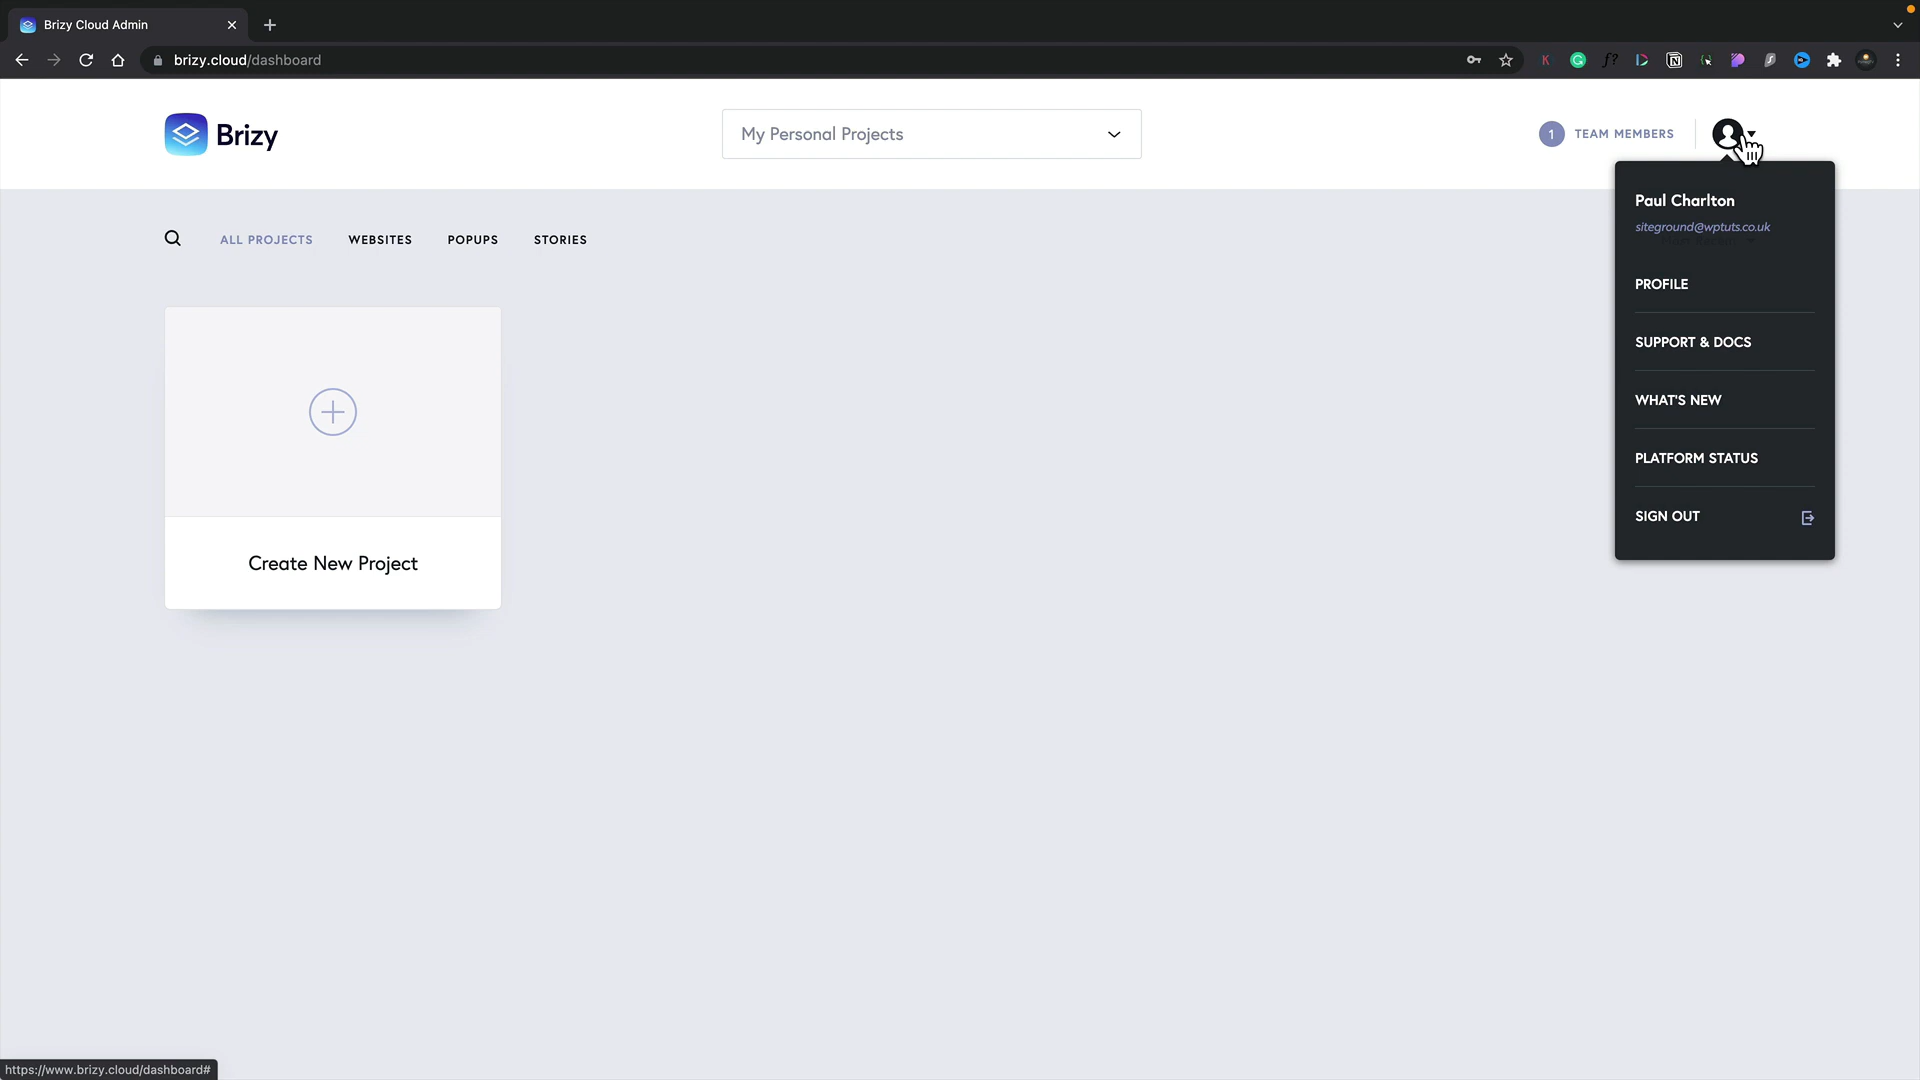 Brizy Cloud Admin
brizy.cloud/dashboard
Brizy
My Personal Projects
1 TEAM MEMBERS
Paul Charlton
siteground@wptuts.co.uk
ALL PROJECTS
WEBSITES
POPUPS
STORIES
PROFILE
SUPPORT & DOCS
WHAT'S NEW
PLATFORM STATUS
SIGN OUT
Create New Project
https://www.brizy.cloud/dashboard#